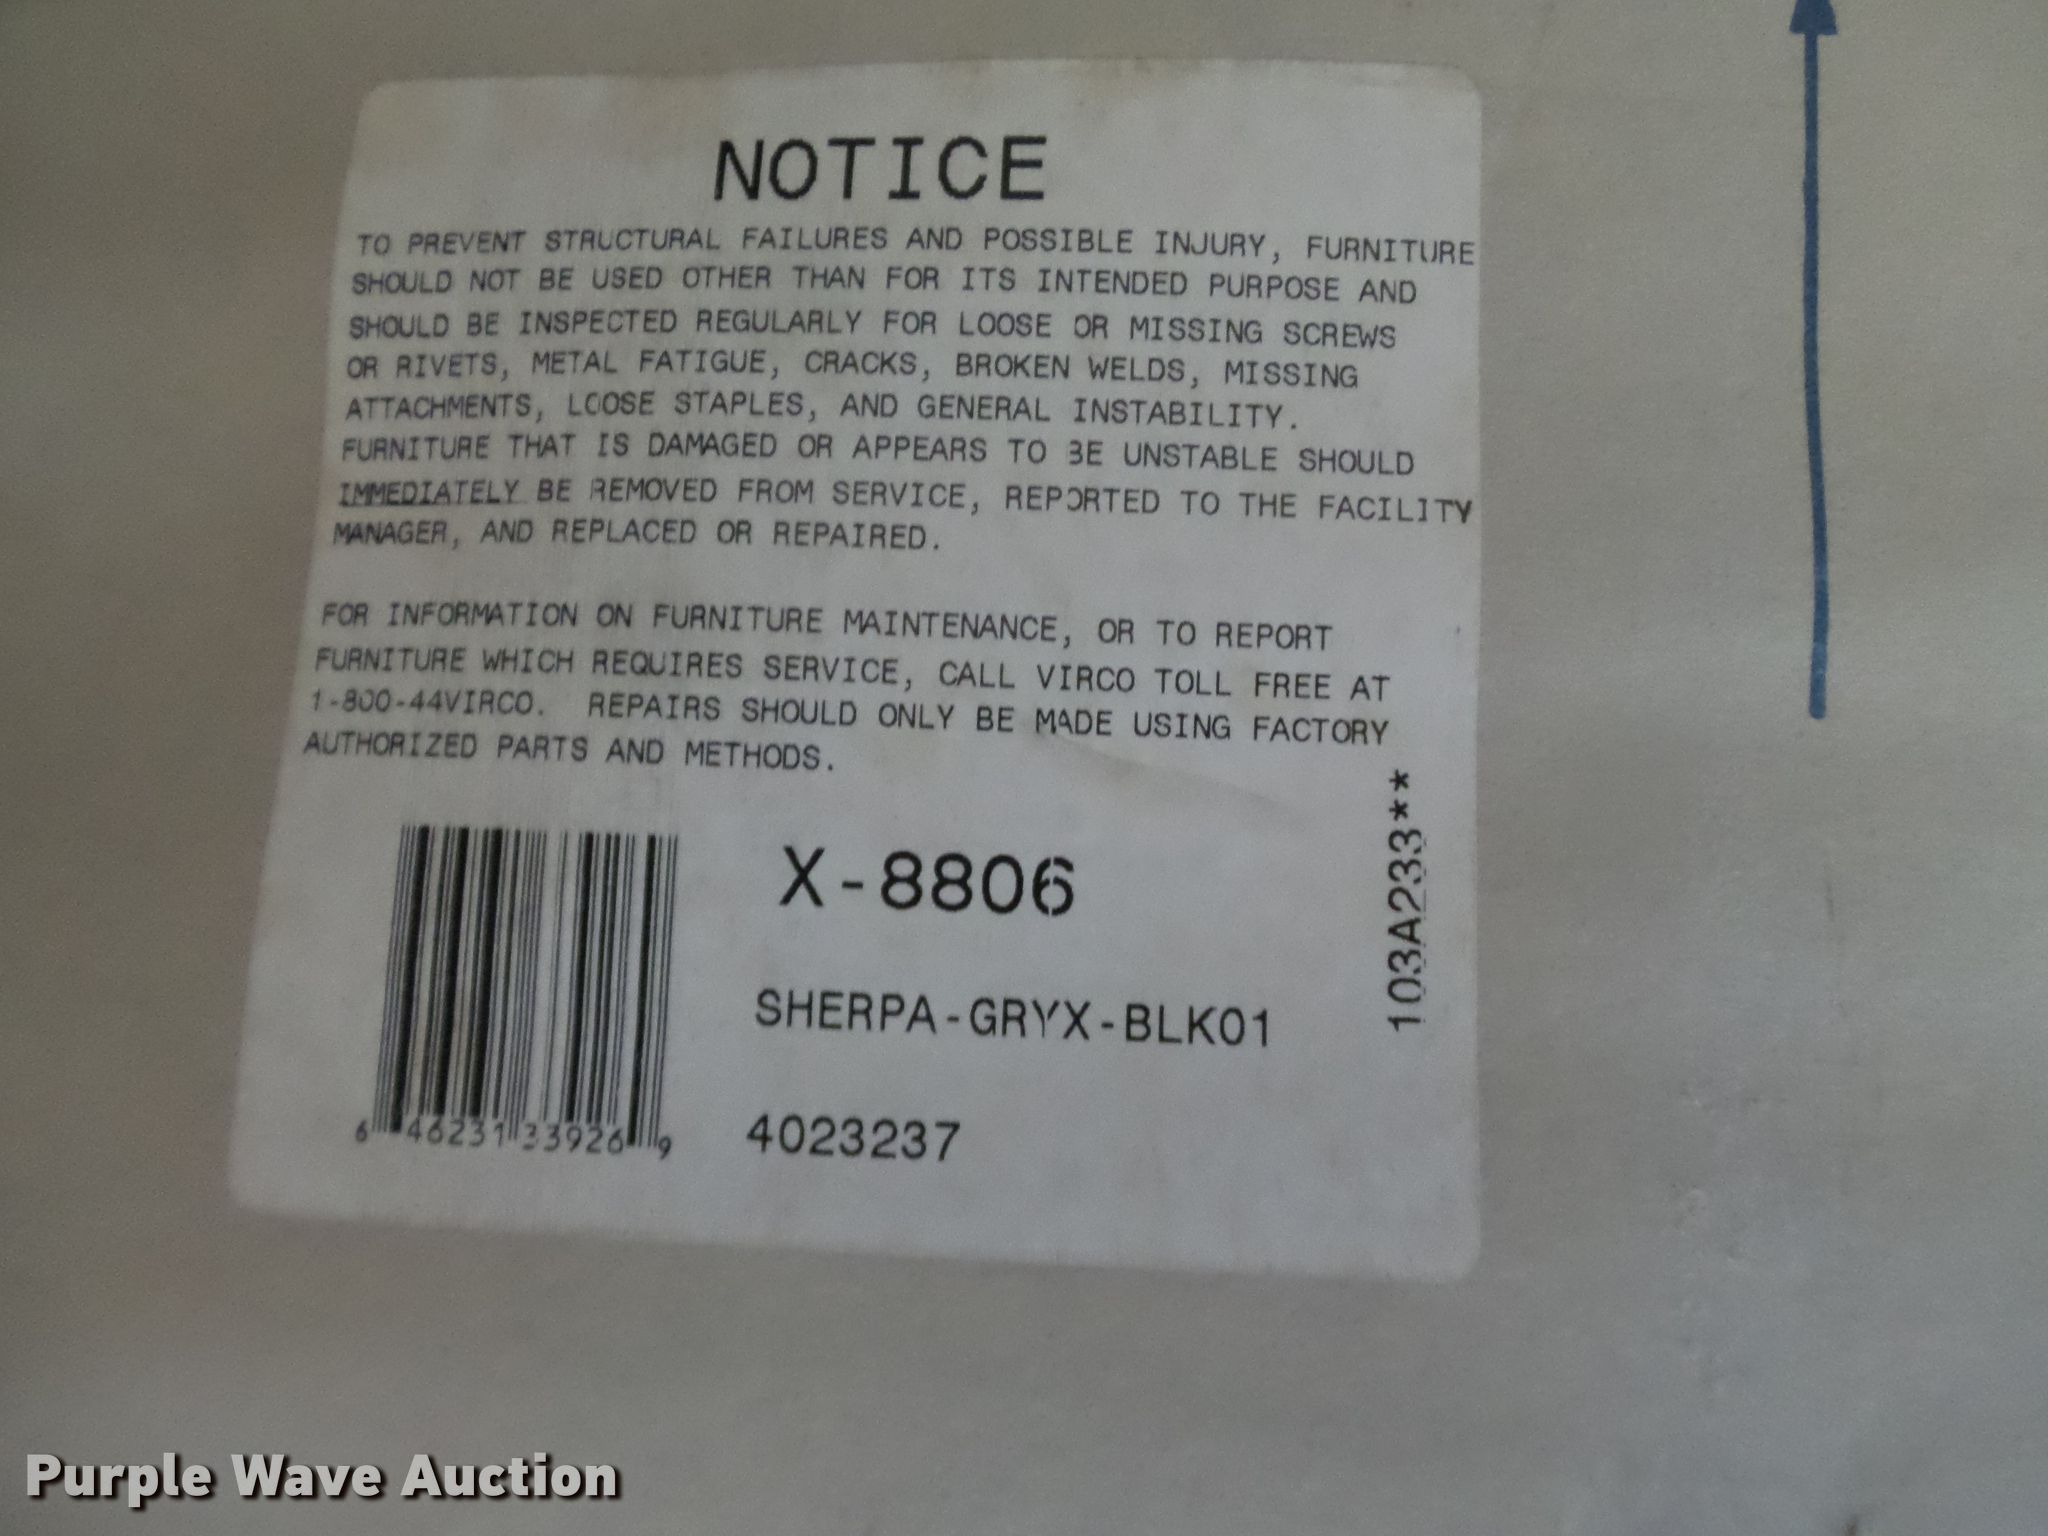 NOTICE
TO PREVENT STRUCTURAL FAILURES AND POSSIBLE INJURY, FURNITURE
SHOULD NOT BE USED OTHER THAN FOR ITS INTENDED PURPOSE AND
SHOULD BE INSPECTED REGULARLY FOR LOOSE OR MISSING SCREWS
OR RIVETS, METAL FATIGUE, CRACKS, BROKEN WELDS, MISSING
ATTACHMENTS, LOOSE STAPLES, AND GENERAL INSTABILITY.
FURNITURE THAT IS DAMAGED OR APPEARS TO BE UNSTABLE SHOULD
IMMEDIATELY BE REMOVED FROM SERVICE, REPORTED TO THE FACILITY
MANAGER, AND REPLACED OR REPAIRED.
FOR INFORMATION ON FURNITURE MAINTENANCE, OR TO REPORT
FURNITURE WHICH REQUIRES SERVICE, CALL VIRCO TOLL FREE AT
1-800-44VIRCO. REPAIRS SHOULD ONLY BE MADE USING FACTORY
AUTHORIZED PARTS AND METHODS.
X-8806
SHERPA-GRYX-BLK01
4023237
6 46231 33926 9
103A233**
Purple Wave Auction